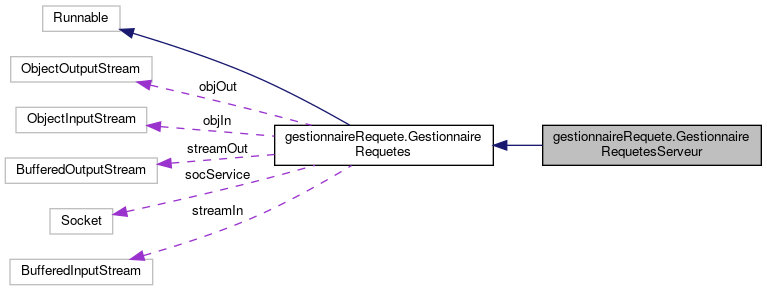 Runnable
ObjectOutputStream
objOut
ObjectInputStream
objIn
gestionnaireRequete.Gestionnaire
Requetes
gestionnaireRequete.Gestionnaire
RequetesServeur
streamOut
BufferedOutputStream
socService
Socket
streamIn
BufferedInputStream